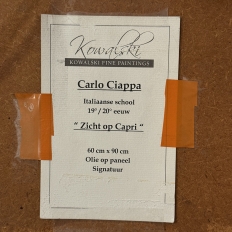 Kowalski
KOWALSKI FINE PAINTINGS
Carlo Ciappa
Italiaanse school
19e / 20e eeuw
“ Zicht op Capri “
60 cm x 90 cm
Olie op paneel
Signatuur